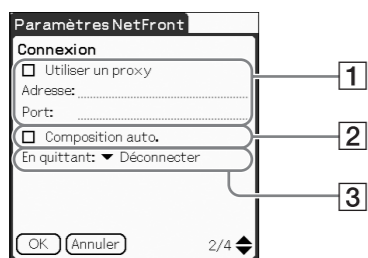 Paramètres NetFront
Connexion
Utiliser un proxy
Adresse:
Port:
Composition auto.
En quittant: ▼ Déconnecter
OK Annuler 2/4
1
2
3